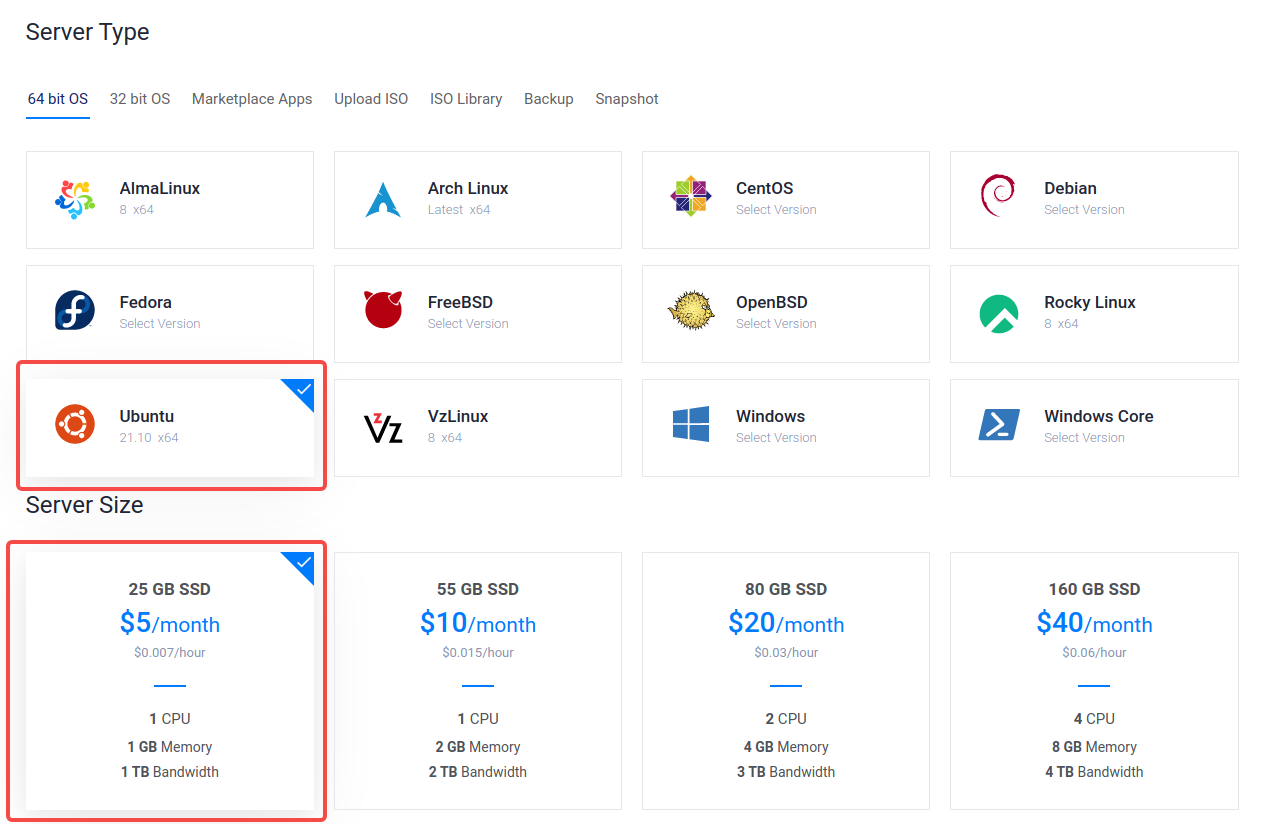 Server Type
64 bit OS 32 bit OS Marketplace Apps Upload ISO ISO Library Backup Snapshot
AlmaLinux
8 x64
Arch Linux
Latest x64
CentOS
Select Version
Debian
Select Version
Fedora
Select Version
FreeBSD
Select Version
OpenBSD
Select Version
Rocky Linux
8 x64
Ubuntu
21.10 x64
VzLinux
8 x64
Windows
Select Version
Windows Core
Select Version
Server Size
25 GB SSD
$5/month
$0.007/hour
1 CPU
1 GB Memory
1 TB Bandwidth
55 GB SSD
$10/month
$0.015/hour
1 CPU
2 GB Memory
2 TB Bandwidth
80 GB SSD
$20/month
$0.03/hour
2 CPU
4 GB Memory
3 TB Bandwidth
160 GB SSD
$40/month
$0.06/hour
4 CPU
8 GB Memory
4 TB Bandwidth